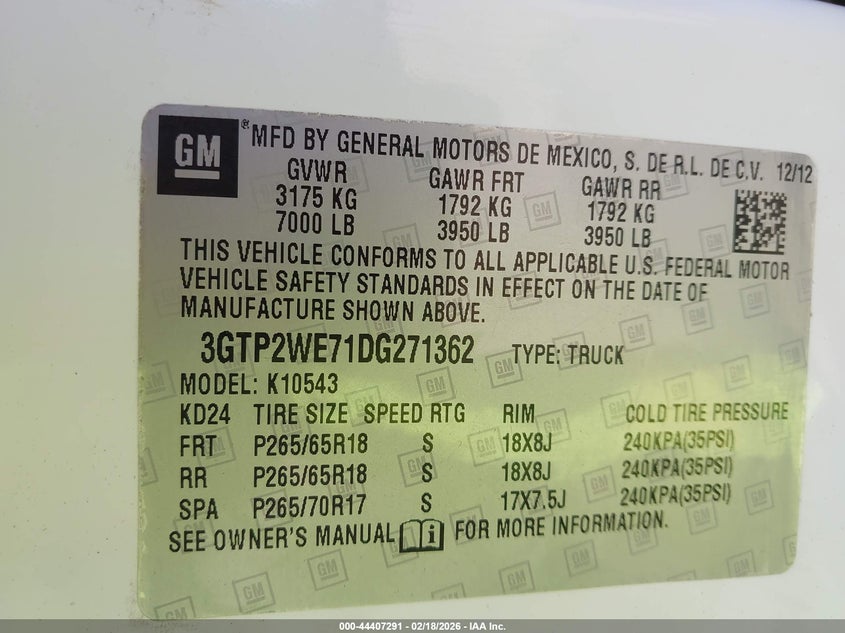 GM
® MFD BY GENERAL MOTORS DE MEXICO, S. DE R.L. DE C.V. 12/12
GVWR GAWR FRT GAWR RR
3175 KG 1792 KG 1792 KG
7000 LB 3950 LB 3950 LB
THIS VEHICLE CONFORMS TO ALL APPLICABLE U.S. FEDERAL MOTOR
VEHICLE SAFETY STANDARDS IN EFFECT ON THE DATE OF
MANUFACTURE SHOWN ABOVE.
3GTP2WE71DG271362 TYPE: TRUCK
MODEL: K10543
KD24 TIRE SIZE SPEED RTG RIM COLD TIRE PRESSURE
FRT P265/65R18 S 18X8J 240KPA(35PSI)
RR P265/65R18 S 18X8J 240KPA(35PSI)
SPA P265/70R17 S 17X7.5J 240KPA(35PSI)
SEE OWNER'S MANUAL i FOR MORE INFORMATION.
000-44407291 - 02/18/2026 - IAA Inc.